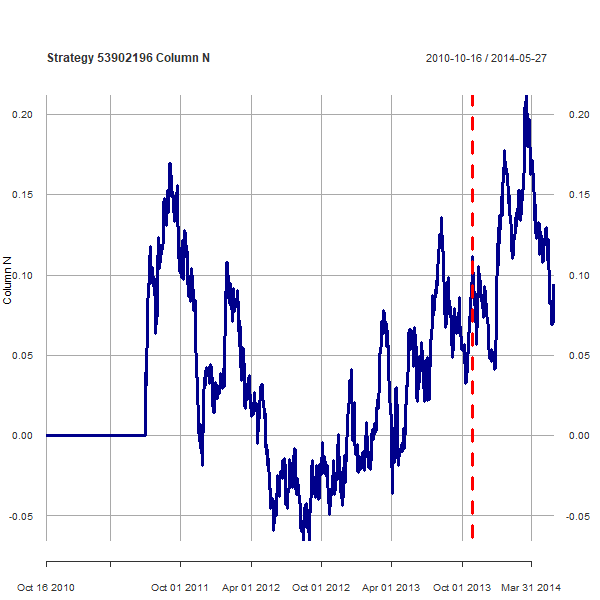 Strategy 53902196 Column N 2010-10-16 / 2014-05-27
Column N
0.20 0.20
0.15 0.15
0.10 0.10
0.05 0.05
0.00 0.00
-0.05 -0.05
Oct 16 2010 Oct 01 2011 Apr 01 2012 Oct 01 2012 Apr 01 2013 Oct 01 2013 Mar 31 2014